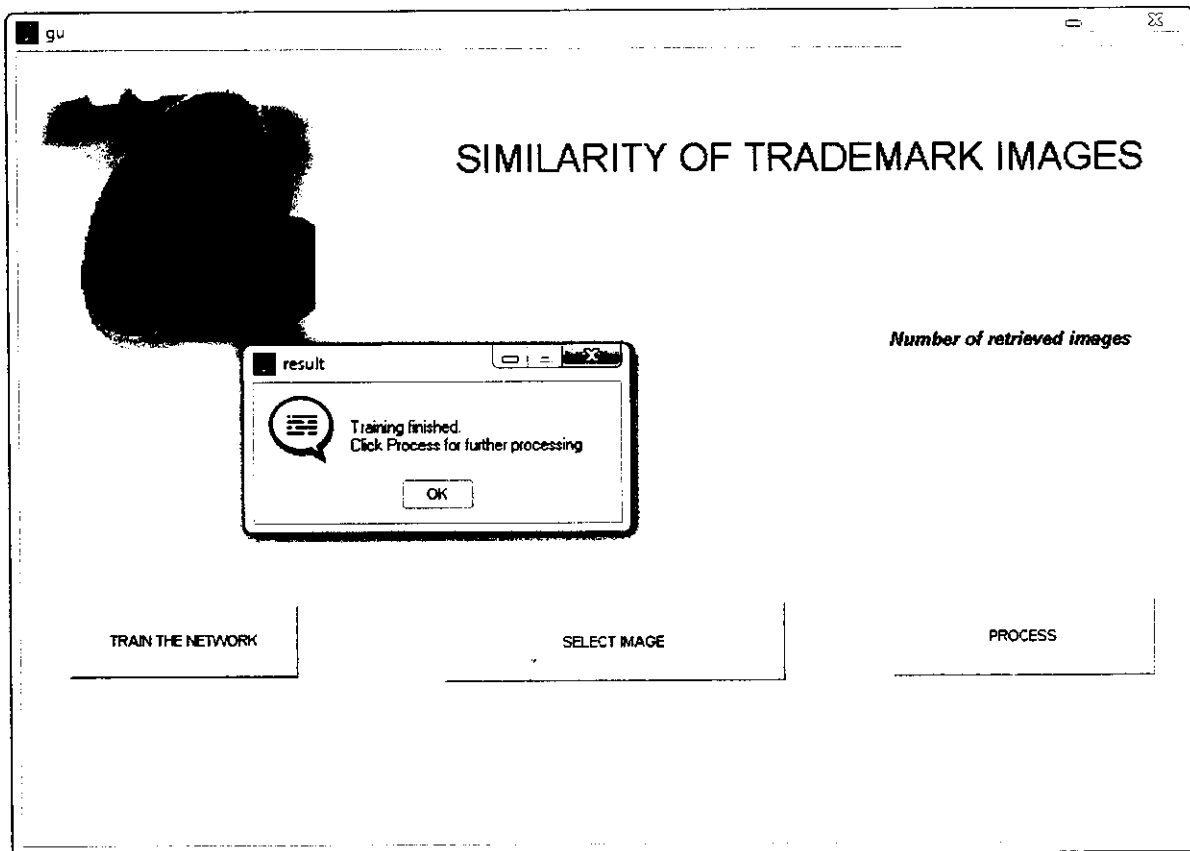 gu
SIMILARITY OF TRADEMARK IMAGES
Number of retrieved images
result
Training finished.
Click Process for further processing
OK
TRAIN THE NETWORK
SELECT IMAGE
PROCESS